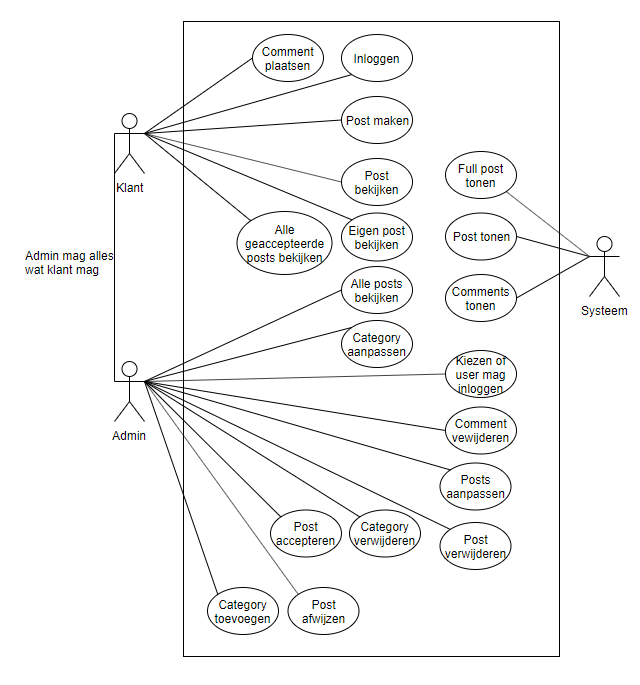 Comment
plaatsen
Inloggen
Post maken
Post
bekijken
Eigen post
bekijken
Alle
geaccepteerde
posts bekijken
Klant
Full post
tonen
Post tonen
Comments
tonen
Systeem
Admin mag alles
wat klant mag
Alle posts
bekijken
Category
aanpassen
Kiezen of
user mag
inloggen
Comment
vewijderen
Posts
aanpassen
Post
verwijderen
Category
verwijderen
Post
accepteren
Admin
Category
toevoegen
Post
afwijzen